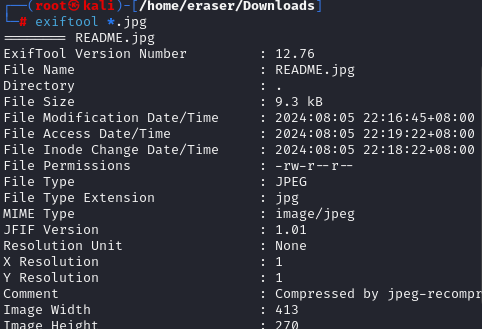 ┌──(root㉿kali)-[/home/eraser/Downloads]
└─# exiftool *.jpg
======== README.jpg
ExifTool Version Number         : 12.76
File Name                       : README.jpg
Directory                       : .
File Size                       : 9.3 kB
File Modification Date/Time     : 2024:08:05 22:16:45+08:00
File Access Date/Time           : 2024:08:05 22:19:22+08:00
File Inode Change Date/Time     : 2024:08:05 22:18:22+08:00
File Permissions                : -rw-r--r--
File Type                       : JPEG
File Type Extension             : jpg
MIME Type                       : image/jpeg
JFIF Version                    : 1.01
Resolution Unit                 : None
X Resolution                    : 1
Y Resolution                    : 1
Comment                         : Compressed by jpeg-recompr
Image Width                     : 413
Image Height                    : 270